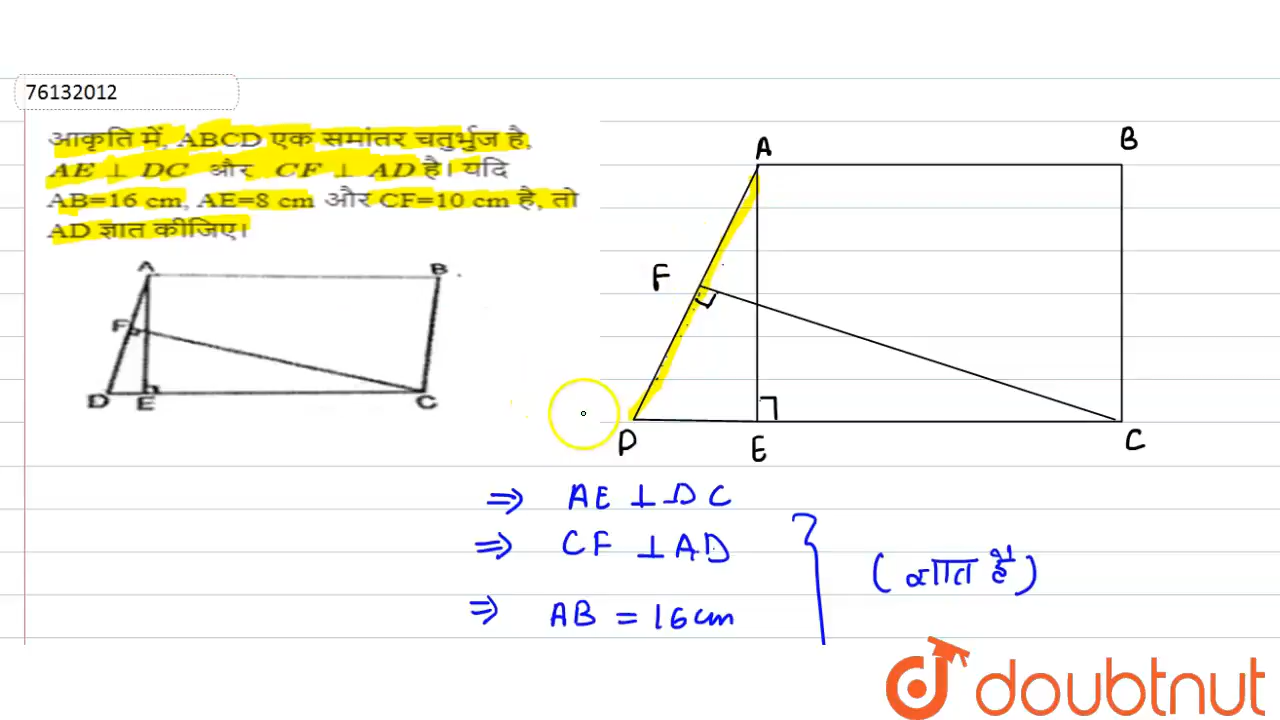 76132012
आकृति में, ABCD एक समांतर चतुर्भुज है,
AE ⊥ DC और CF ⊥ AD है। यदि
AB=16 cm, AE=8 cm और CF=10 cm है, तो
AD ज्ञात कीजिए।
A B
F
D E C
A B
F
D E C
⇒ AE ⊥ DC
⇒ CF ⊥ AD
(ज्ञात है)
⇒ AB = 16cm
doubtnut